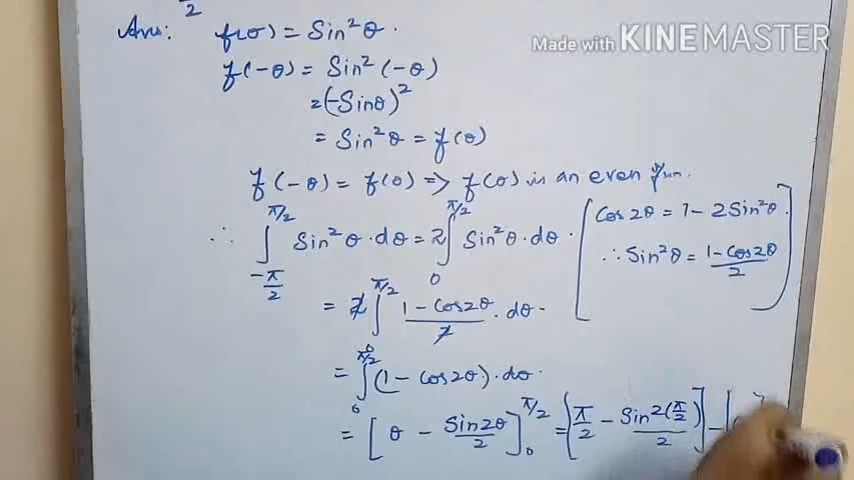 2
Ans: f(θ) = Sin²θ.
Made with KINEMASTER
f(-θ) = Sin²(-θ)
= (-Sinθ)²
= Sin²θ = f(θ)
f(-θ) = f(θ) ⇒ f(θ) is an even fun.
∴ ∫_{-π/2}^{π/2} Sin²θ·dθ = 2∫_0^{π/2} Sin²θ·dθ. [Cos2θ = 1 - 2Sin²θ.
∴ Sin²θ = (1 - Cos2θ)/2]
= 2∫_0^{π/2} (1 - cos2θ)/2 . dθ.
= ∫_0^{π/2} (1 - cos2θ)·dθ.
= [θ - Sin2θ/2]_0^{π/2} = [π/2 - Sin2(π/2)/2] - [